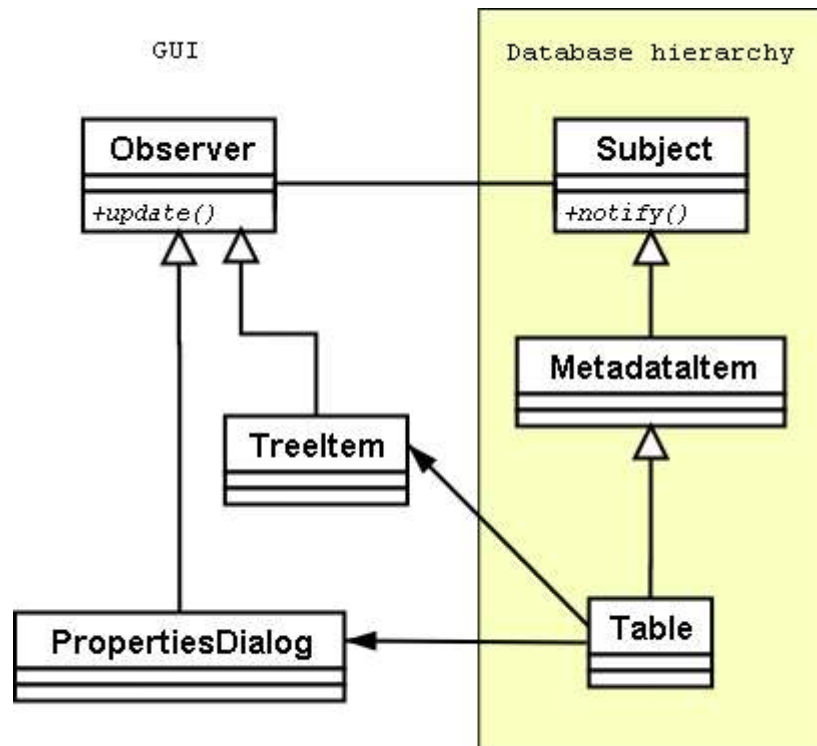 GUI
Database hierarchy
Observer
+update()
Subject
+notify()
MetadataItem
TreeItem
PropertiesDialog
Table